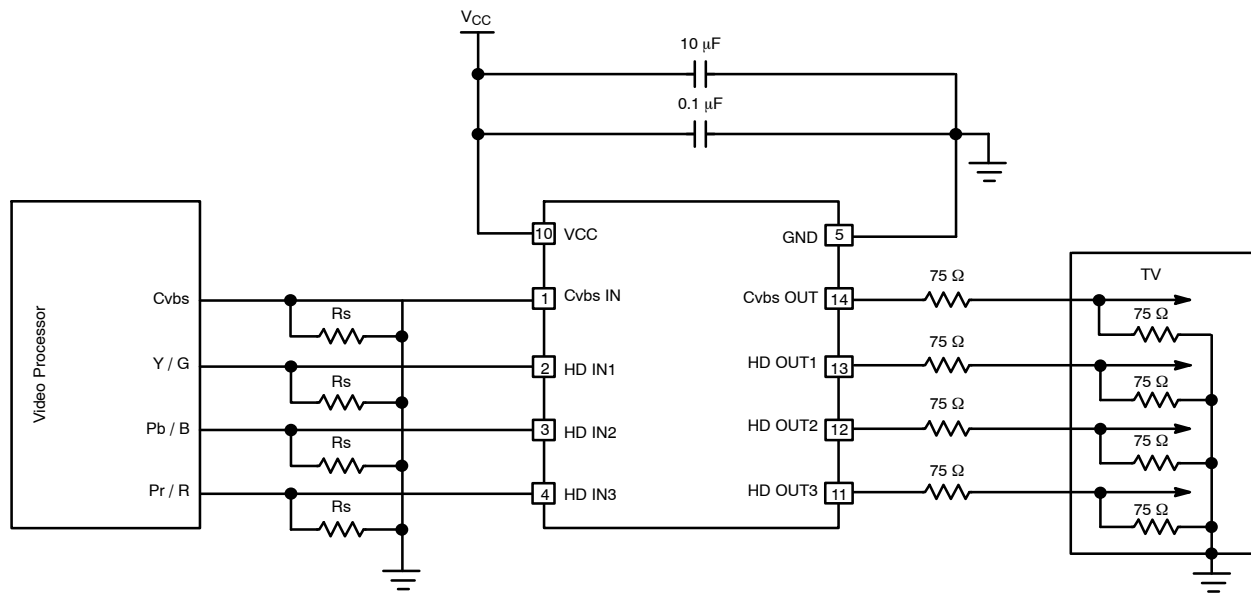 VCC
10 μF
0.1 μF
10
VCC
GND
5
Video Processor
Cvbs
Rs
1
Cvbs IN
Cvbs OUT
14
75 Ω
TV
75 Ω
Y / G
Rs
2
HD IN1
HD OUT1
13
75 Ω
75 Ω
Pb / B
Rs
3
HD IN2
HD OUT2
12
75 Ω
75 Ω
Pr / R
Rs
4
HD IN3
HD OUT3
11
75 Ω
75 Ω